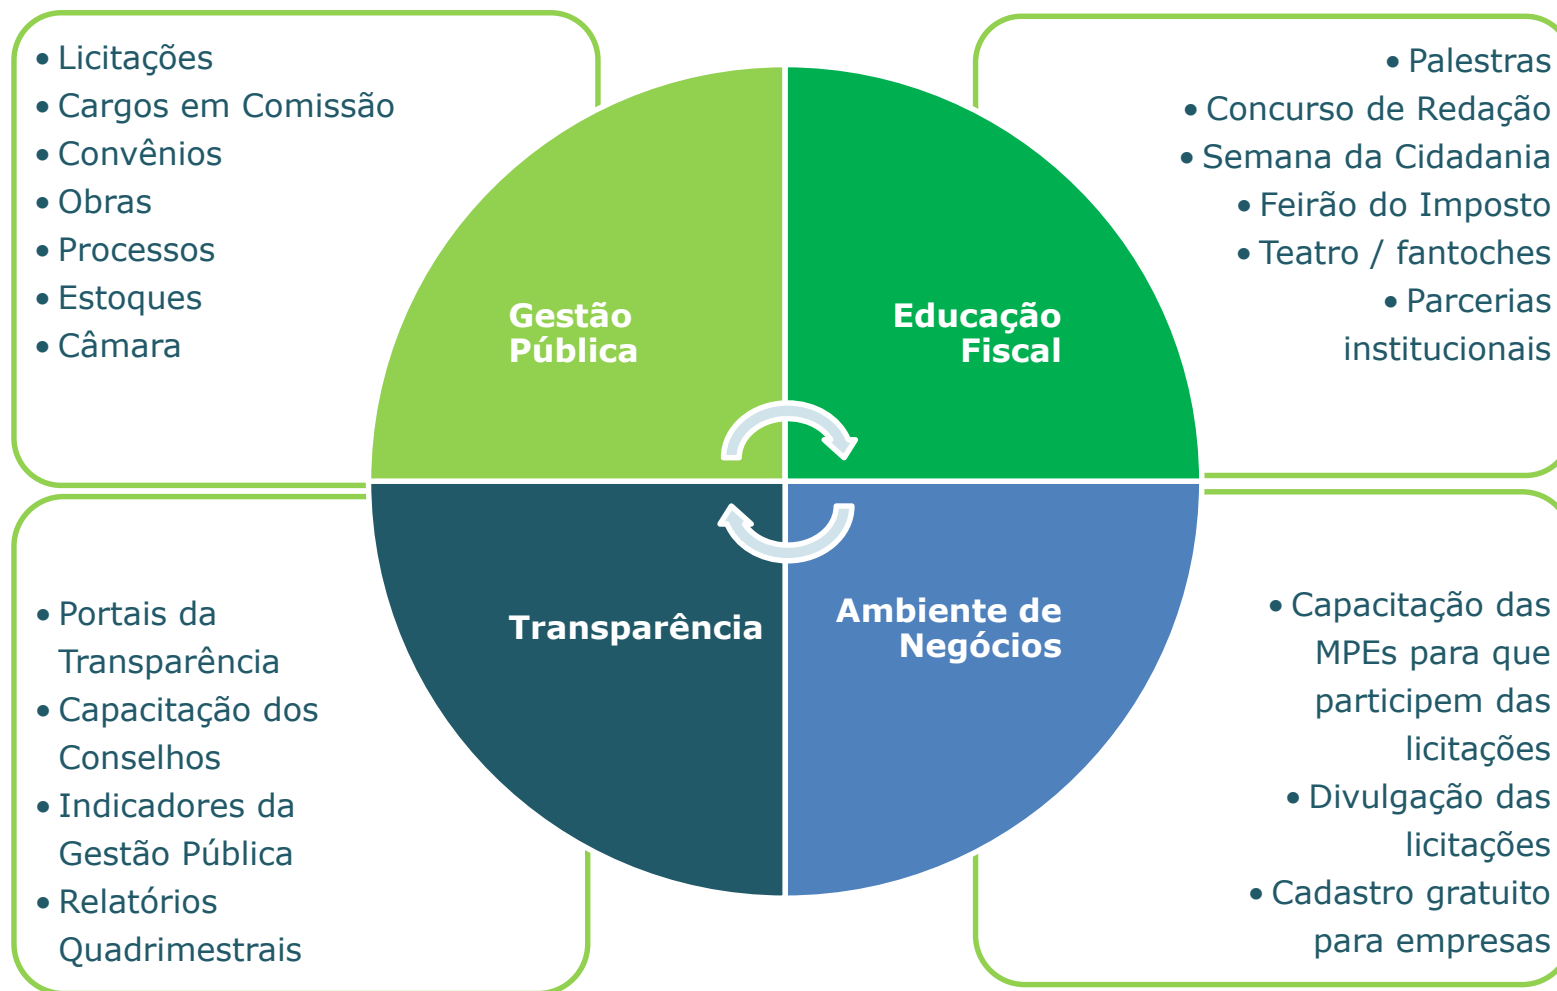 • Licitações
• Cargos em Comissão
• Convênios
• Obras
• Processos
• Estoques
• Câmara
• Palestras
• Concurso de Redação
• Semana da Cidadania
• Feirão do Imposto
• Teatro / fantoches
• Parcerias
institucionais
Gestão
Pública
Educação
Fiscal
Transparência
Ambiente de
Negócios
• Portais da
Transparência
• Capacitação dos
Conselhos
• Indicadores da
Gestão Pública
• Relatórios
Quadrimestrais
• Capacitação das
MPEs para que
participem das
licitações
• Divulgação das
licitações
• Cadastro gratuito
para empresas